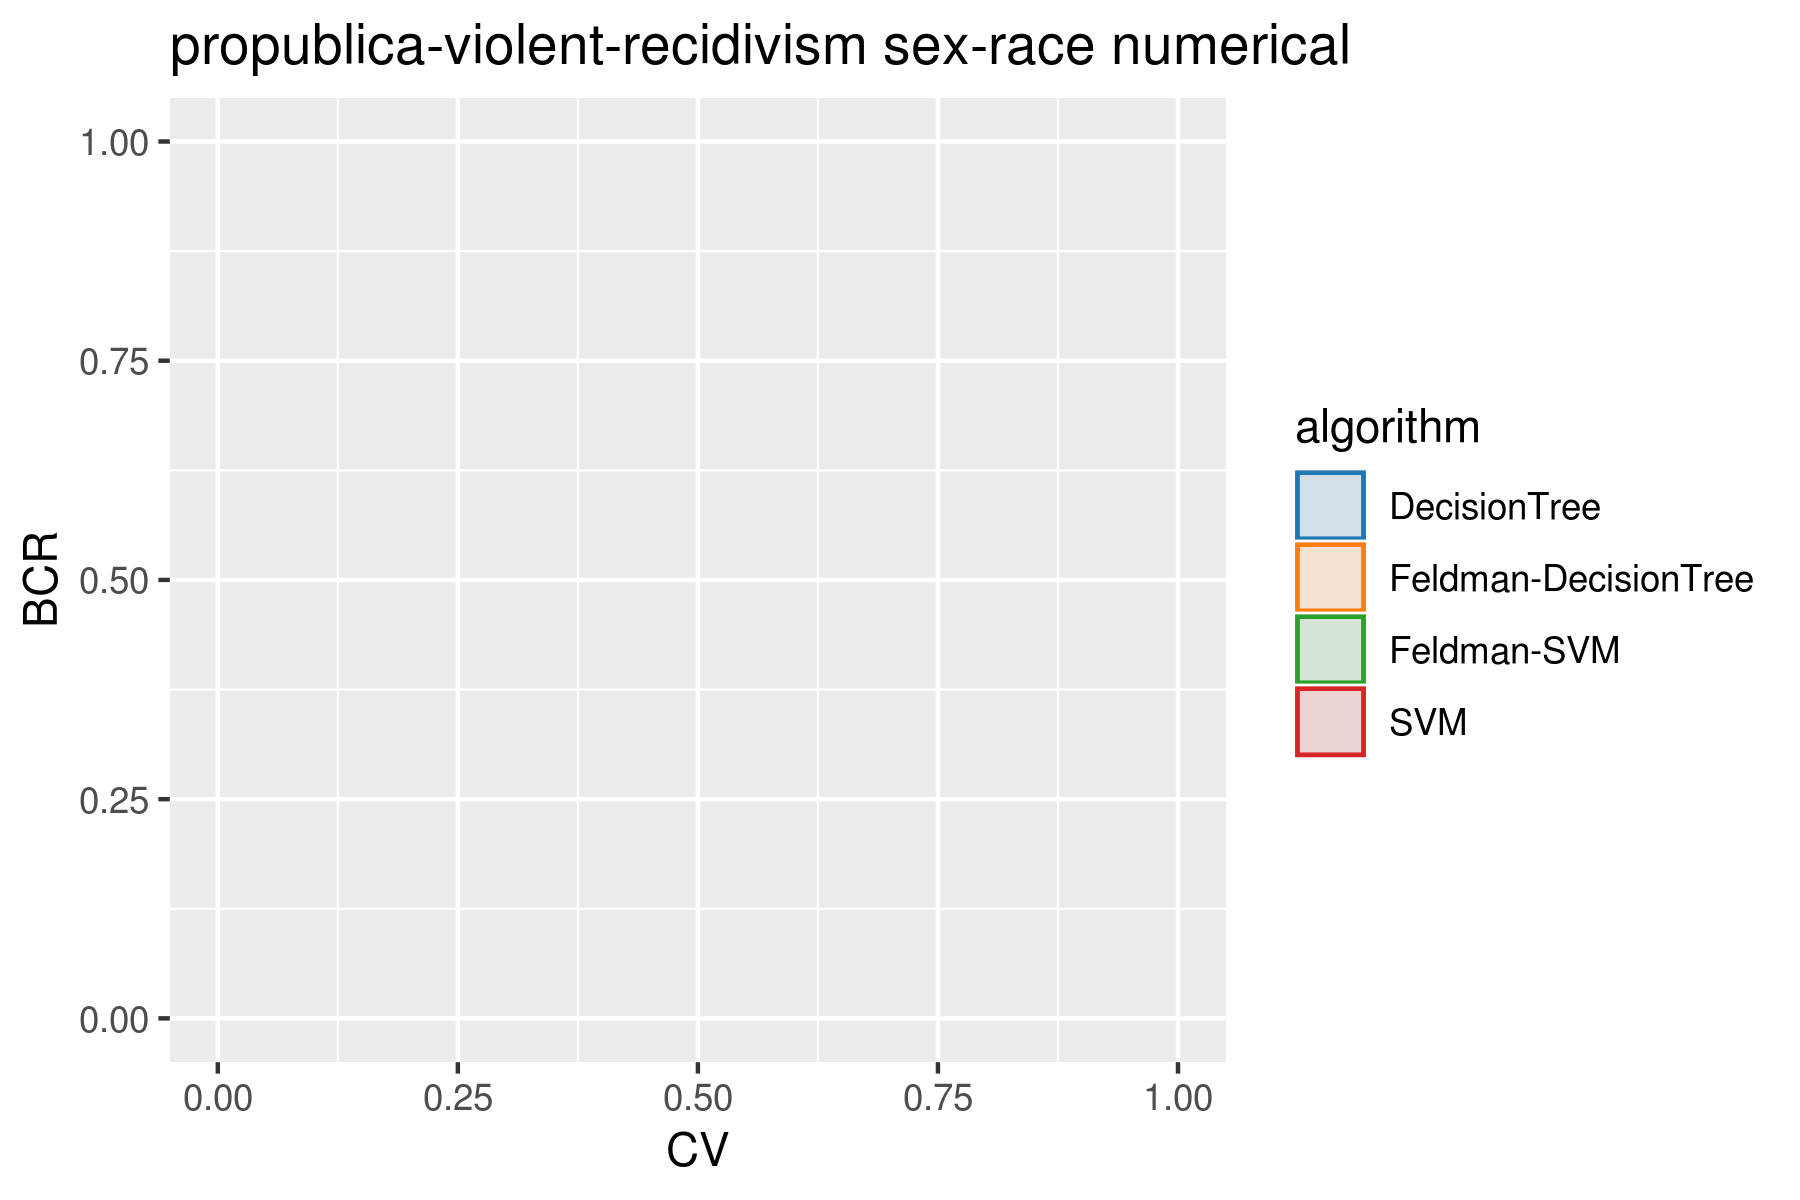 propublica-violent-recidivism sex-race numerical
BCR
1.00
0.75
0.50
0.25
0.00
0.00 0.25 0.50 0.75 1.00
CV
algorithm
DecisionTree
Feldman-DecisionTree
Feldman-SVM
SVM